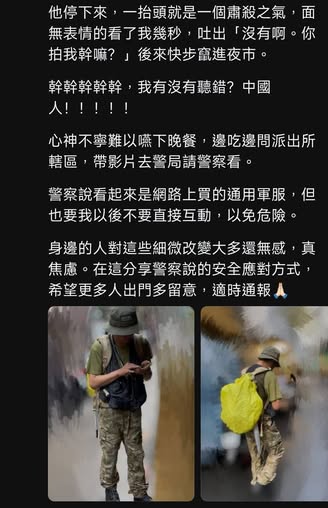 他停下來，一抬頭就是一個肅殺之氣，面
無表情的看了我幾秒，吐出「沒有啊。你
拍我幹嘛？」後來快步竄進夜市。
幹幹幹幹幹，我有沒有聽錯？中國
人！！！！！
心神不寧難以嚥下晚餐，邊吃邊問派出所
轄區，帶影片去警局請警察看。
警察說看起來是網路上買的通用軍服，但
也要我以後不要直接互動，以免危險。
身邊的人對這些細微改變大多還無感，真
焦慮。在這分享警察說的安全應對方式，
希望更多人出門多留意，適時通報🙏🏻